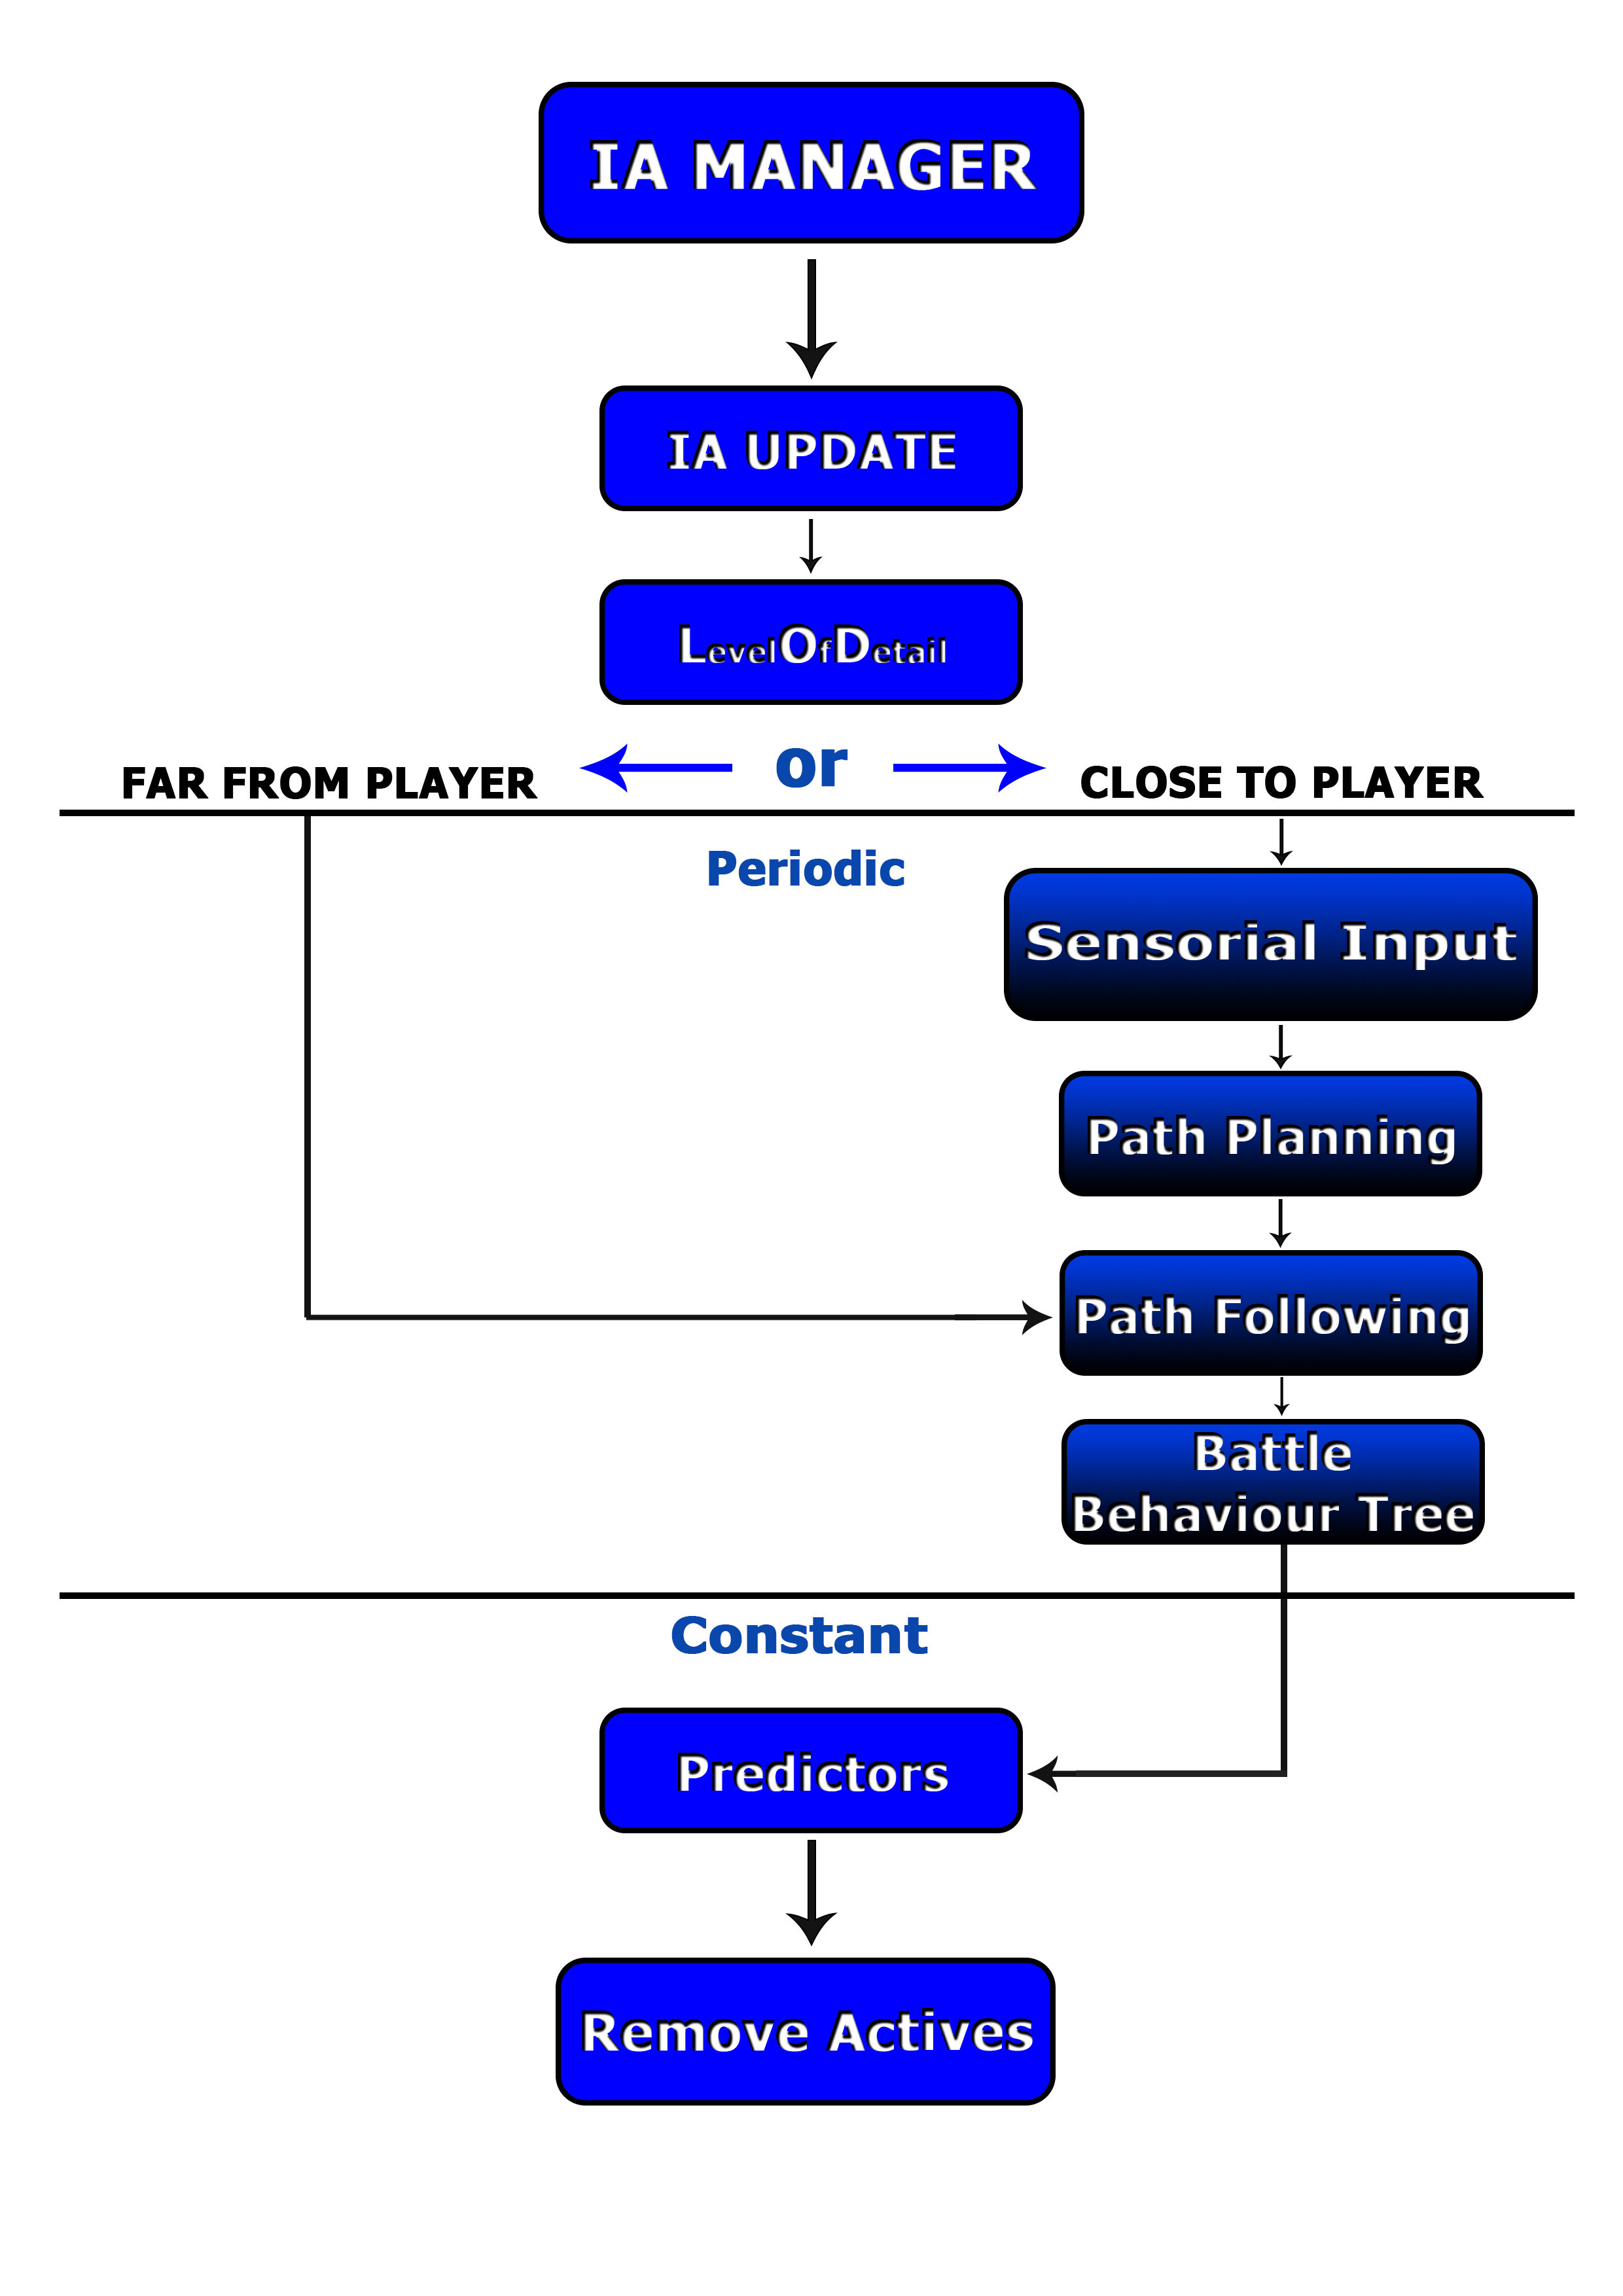 IA MANAGER
IA UPDATE
LevelOfDetail
FAR FROM PLAYER
or
CLOSE TO PLAYER
Periodic
Sensorial Input
Path Planning
Path Following
Battle
Behaviour Tree
Constant
Predictors
Remove Actives